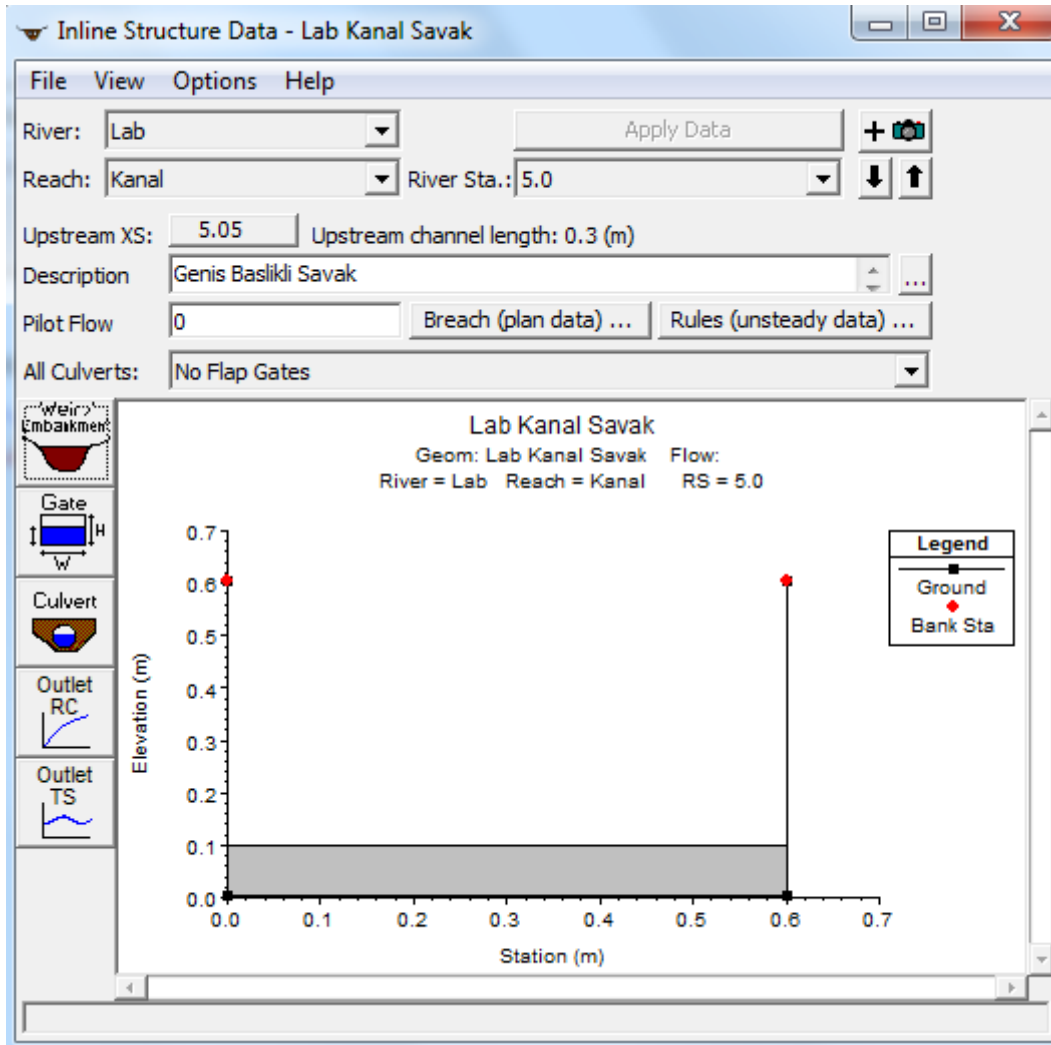 Inline Structure Data - Lab Kanal Savak
File View Options Help
River: Lab Apply Data
Reach: Kanal River Sta.: 5.0
Upstream XS: 5.05 Upstream channel length: 0.3 (m)
Description Genis Baslikli Savak ...
Pilot Flow 0 Breach (plan data) ... Rules (unsteady data) ...
All Culverts: No Flap Gates
Weir/
Embankment
Gate
H
W
Culvert
Outlet
RC
Outlet
TS
Lab Kanal Savak
Geom: Lab Kanal Savak Flow:
River = Lab Reach = Kanal RS = 5.0
0.7
0.6
0.5
0.4
0.3
0.2
0.1
0.0
Elevation (m)
0.0 0.1 0.2 0.3 0.4 0.5 0.6 0.7
Station (m)
Legend
Ground
Bank Sta